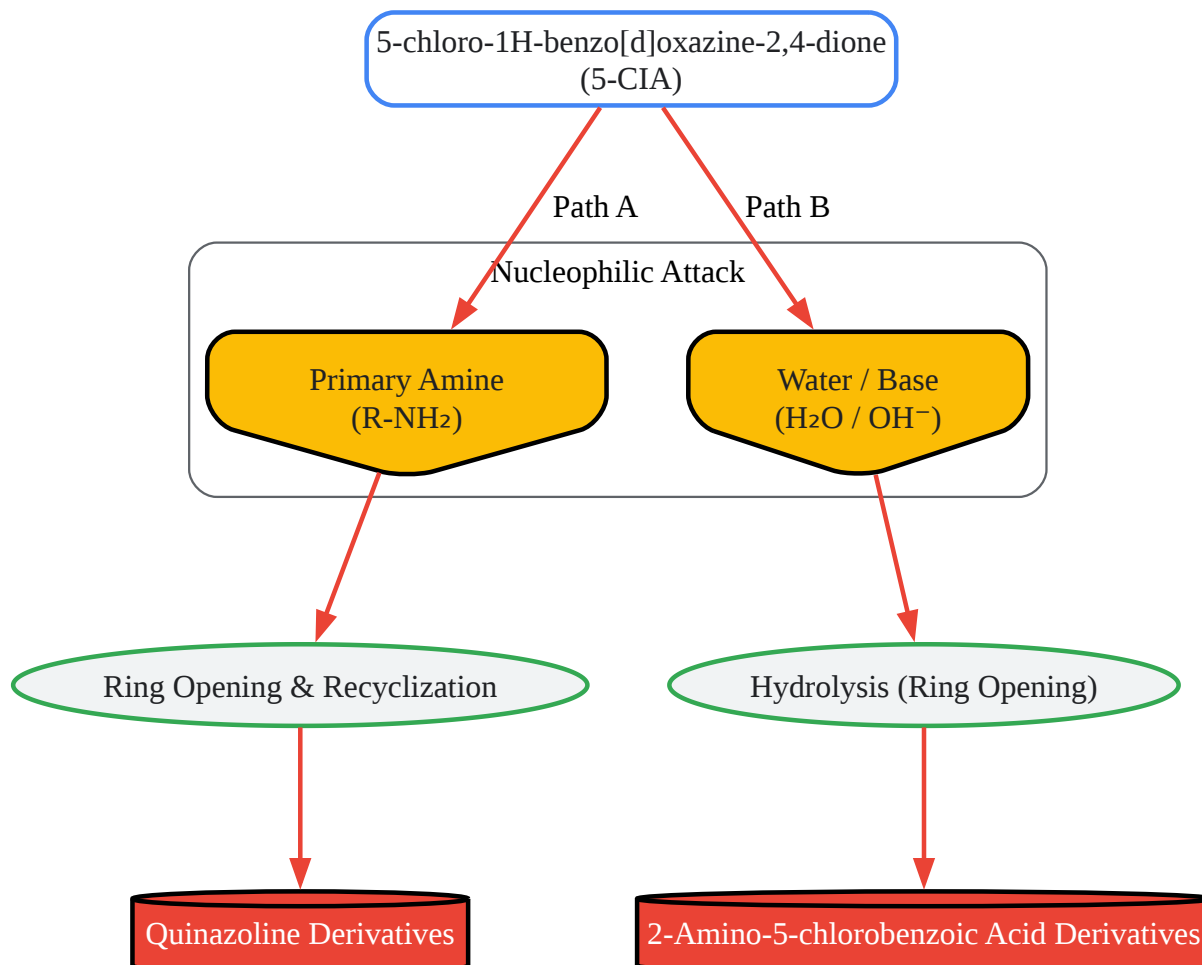 5-chloro-1H-benzo[d]oxazine-2,4-dione
(5-CIA)
Path A
Path B
Nucleophilic Attack
Primary Amine
(R-NH₂)
Water / Base
(H₂O / OH⁻)
Ring Opening & Recyclization
Hydrolysis (Ring Opening)
Quinazoline Derivatives
2-Amino-5-chlorobenzoic Acid Derivatives